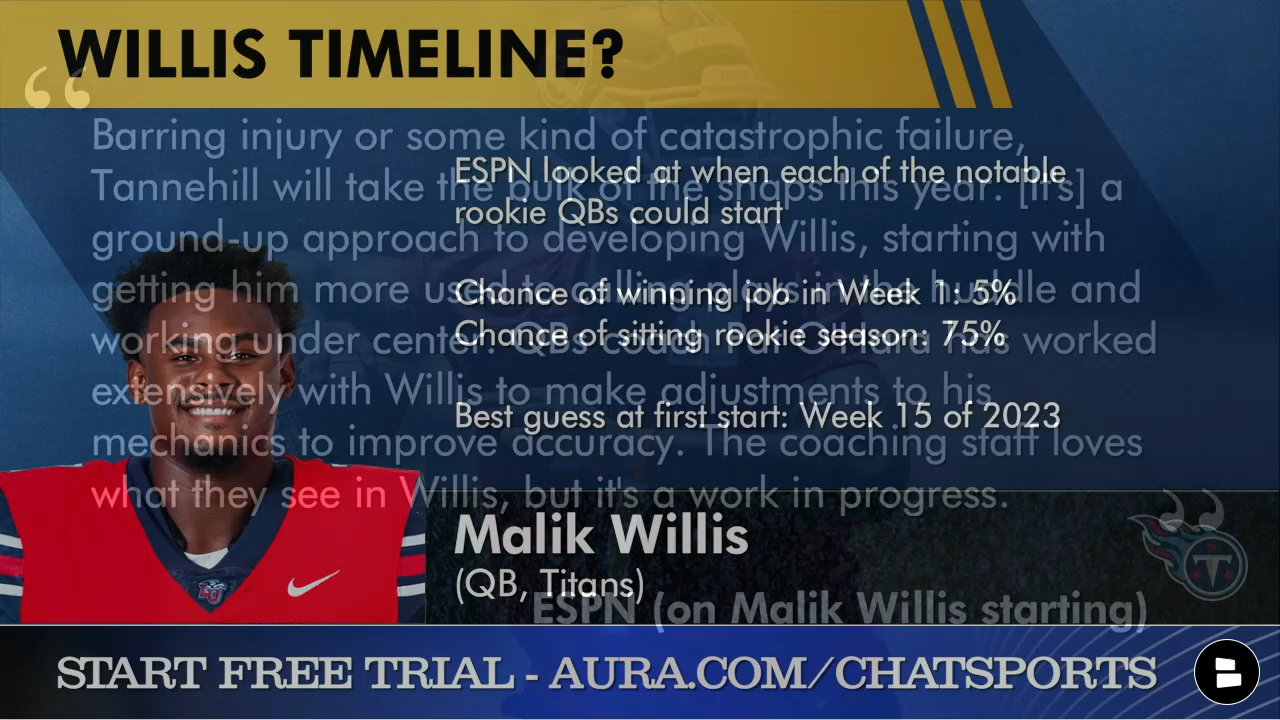 WILLIS TIMELINE?
“
Barring injury or some kind of catastrophic failure,
Tannehill will take the bulk of the snaps this year. [It's] a
ground-up approach to developing Willis, starting with
getting him more used to calling plays in the huddle and
working under center. QBs coach Pat O'Hara has worked
extensively with Willis to make adjustments to his
mechanics to improve accuracy. The coaching staff loves
what they see in Willis, but it's a work in progress.
ESPN (on Malik Willis starting)
ESPN looked at when each of the notable
rookie QBs could start
Chance of winning job in Week 1: 5%
Chance of sitting rookie season: 75%
Best guess at first start: Week 15 of 2023
Malik Willis
(QB, Titans)
START FREE TRIAL - AURA.COM/CHATSPORTS